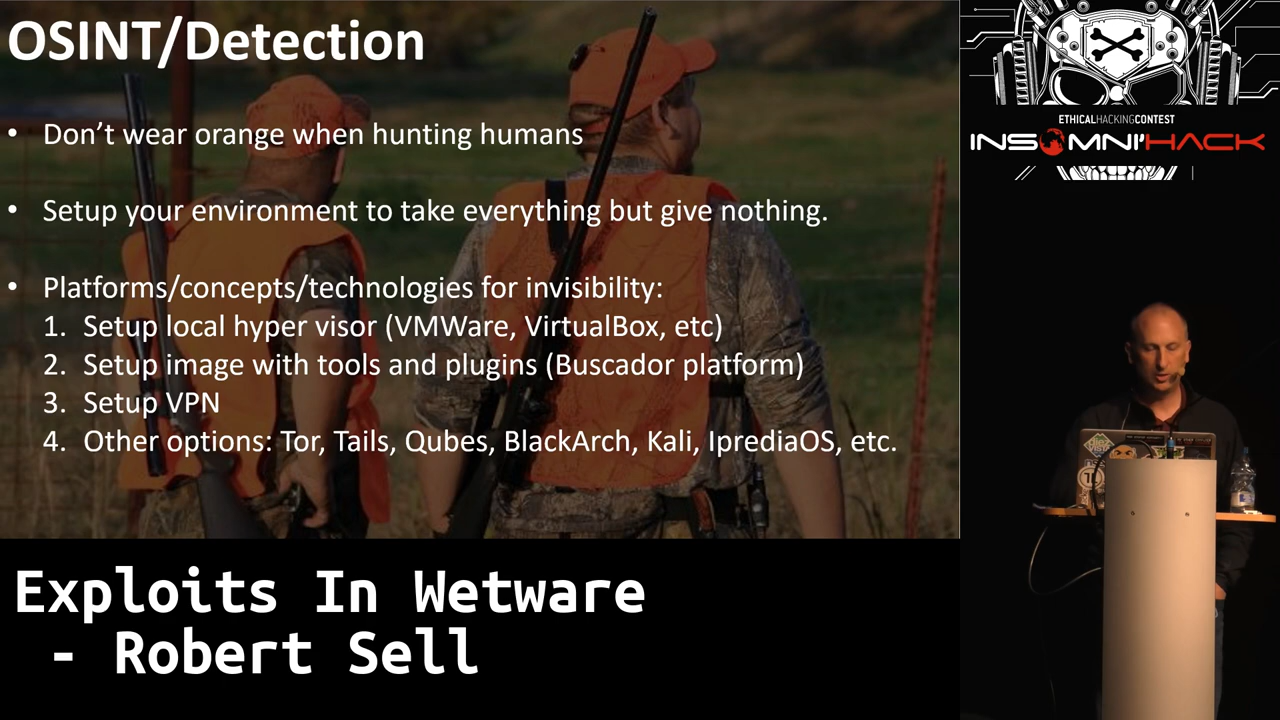 OSINT/Detection
• Don’t wear orange when hunting humans
• Setup your environment to take everything but give nothing.
• Platforms/concepts/technologies for invisibility:
1. Setup local hyper visor (VMWare, VirtualBox, etc)
2. Setup image with tools and plugins (Buscador platform)
3. Setup VPN
4. Other options: Tor, Tails, Qubes, BlackArch, Kali, IprediaOS, etc.
Exploits In Wetware
- Robert Sell
ETHICALHACKINGCONTEST
INSOMNI'HACK